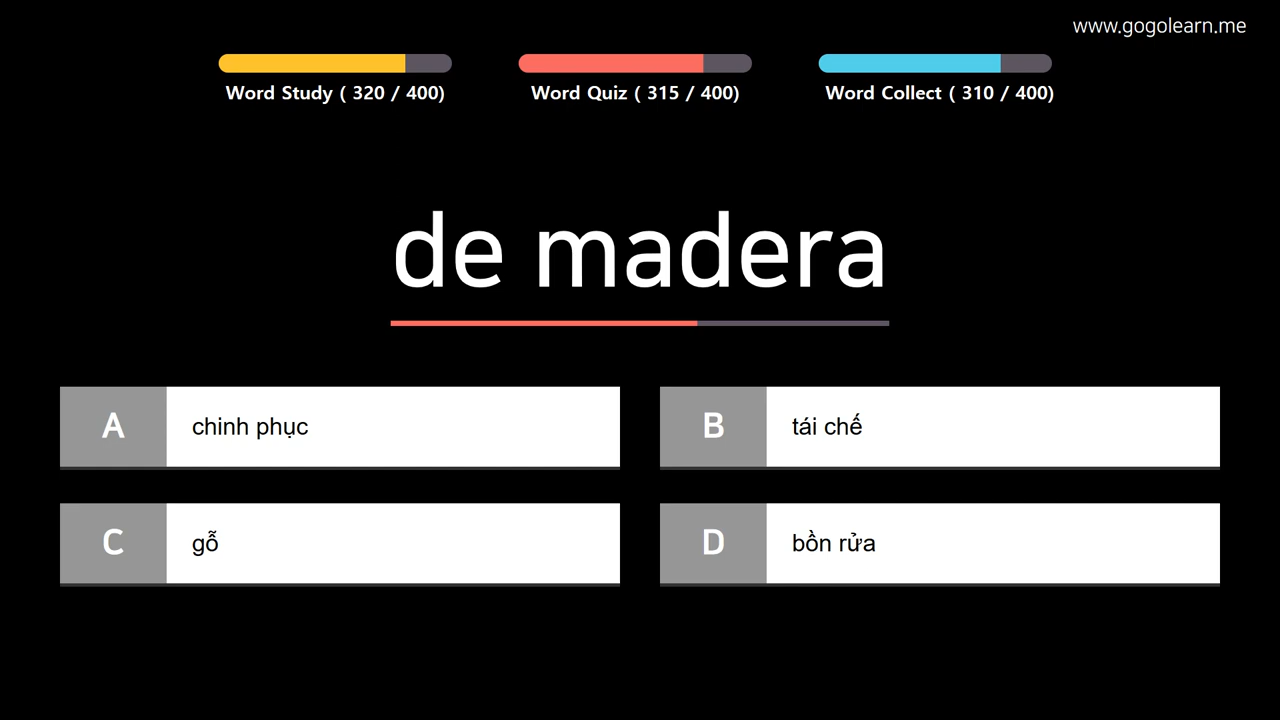 www.gogolearn.me
Word Study ( 320 / 400)
Word Quiz ( 315 / 400)
Word Collect ( 310 / 400)
de madera
A
chinh phục
B
tái chế
C
gỗ
D
bồn rửa